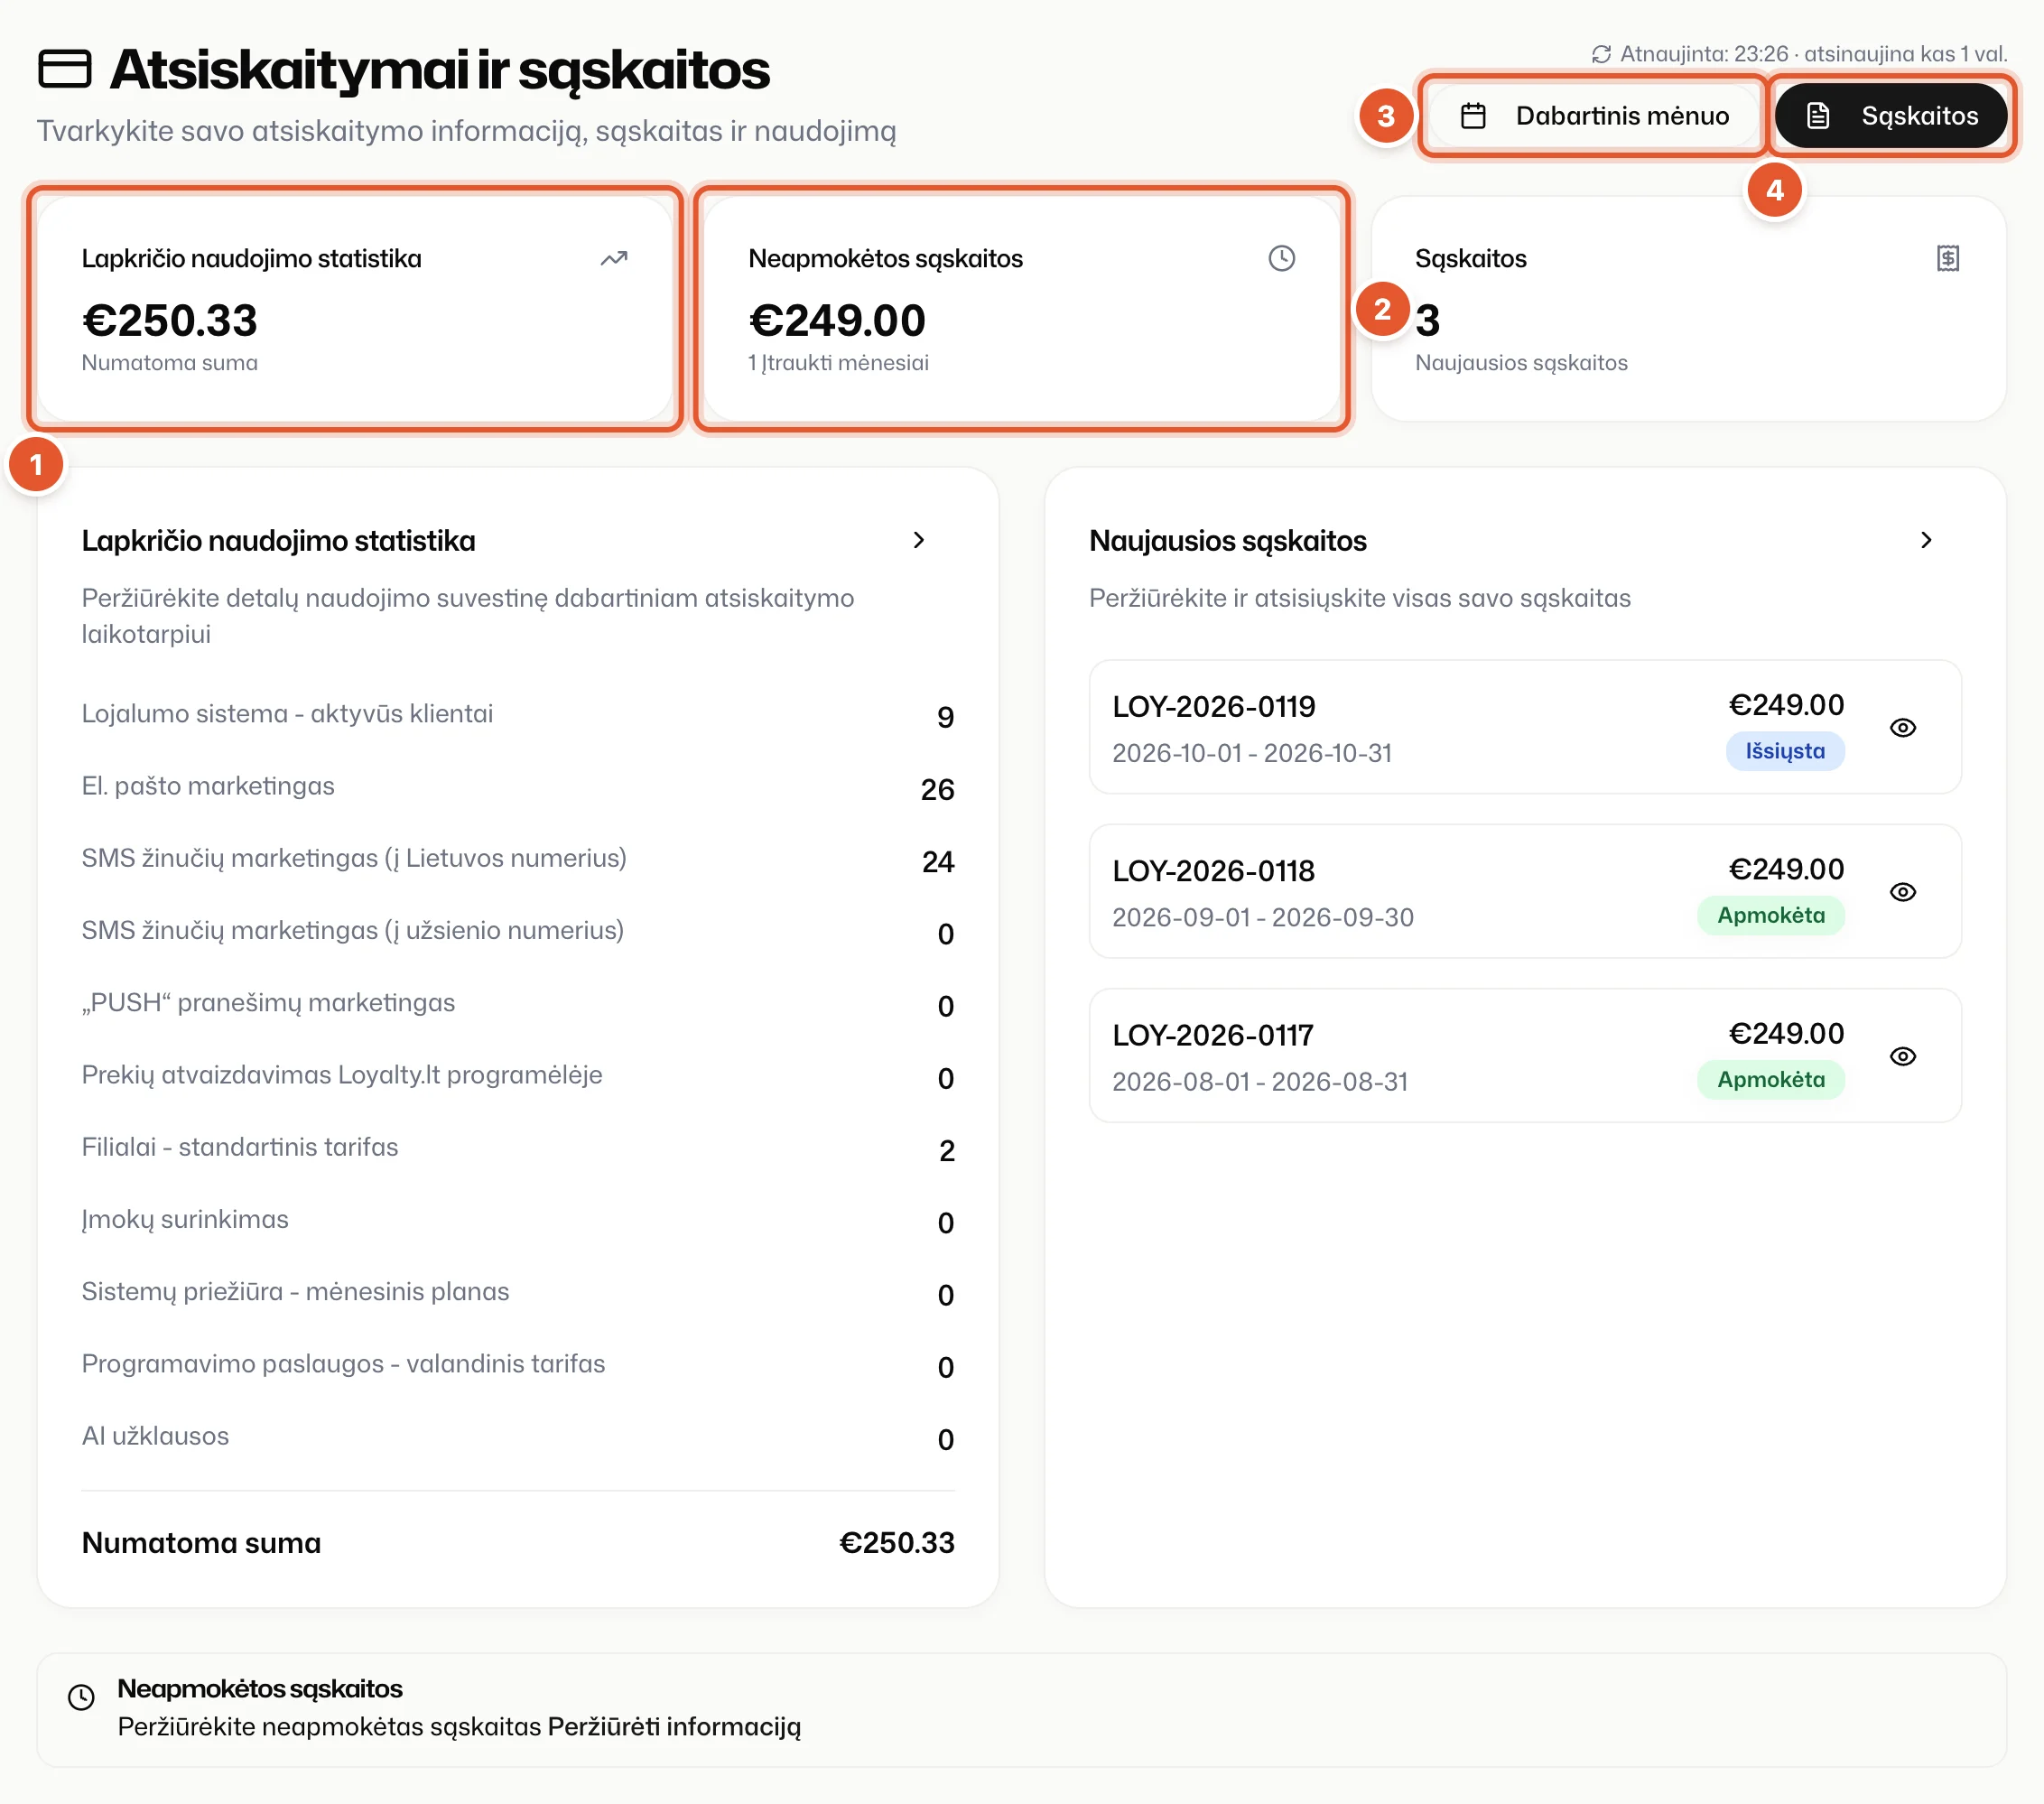 Atsiskaitymai ir sąskaitos
Tvarkykite savo atsiskaitymo informaciją, sąskaitas ir naudojimą
Atnaujinta: 23:26 · atsinaujina kas 1 val.
3
Dabartinis mėnuo
Sąskaitos
4
Lapkričio naudojimo statistika
€250.33
Numatoma suma
1
Neapmokėtos sąskaitos
€249.00
1 Įtraukti mėnesiai
2
Sąskaitos
3
Naujausios sąskaitos
Lapkričio naudojimo statistika
Peržiūrėkite detalų naudojimo suvestinę dabartiniam atsiskaitymo
laikotarpiui
Lojalumo sistema - aktyvūs klientai 9
El. pašto marketingas 26
SMS žinučių marketingas (į Lietuvos numerius) 24
SMS žinučių marketingas (į užsienio numerius) 0
„PUSH“ pranešimų marketingas 0
Prekių atvaizdavimas Loyalty.lt programėlėje 0
Filialai - standartinis tarifas 2
Įmokų surinkimas 0
Sistemų priežiūra - mėnesinis planas 0
Programavimo paslaugos - valandinis tarifas 0
AI užklausos 0
Numatoma suma €250.33
Naujausios sąskaitos
Peržiūrėkite ir atsisiųskite visas savo sąskaitas
LOY-2026-0119 €249.00
2026-10-01 - 2026-10-31 Išsiųsta
LOY-2026-0118 €249.00
2026-09-01 - 2026-09-30 Apmokėta
LOY-2026-0117 €249.00
2026-08-01 - 2026-08-31 Apmokėta
Neapmokėtos sąskaitos
Peržiūrėkite neapmokėtas sąskaitas Peržiūrėti informaciją